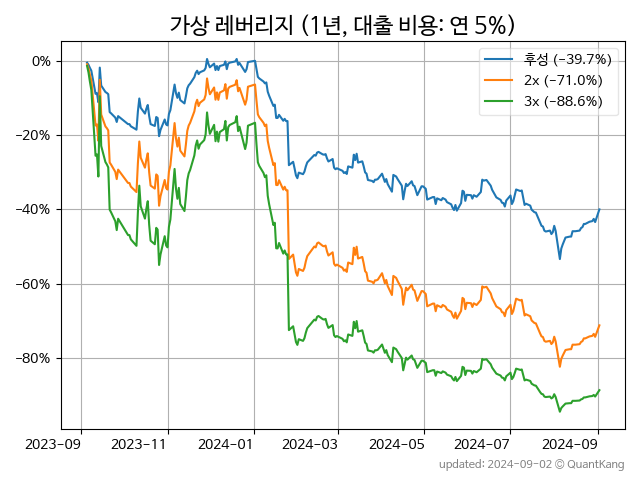 가상 레버리지 (1년, 대출 비용: 연 5%)
후성 (−39.7%)
2x (−71.0%)
3x (−88.6%)
0%
−20%
−40%
−60%
−80%
2023-09 2023-11 2024-01 2024-03 2024-05 2024-07 2024-09
updated: 2024-09-02 © QuantKang